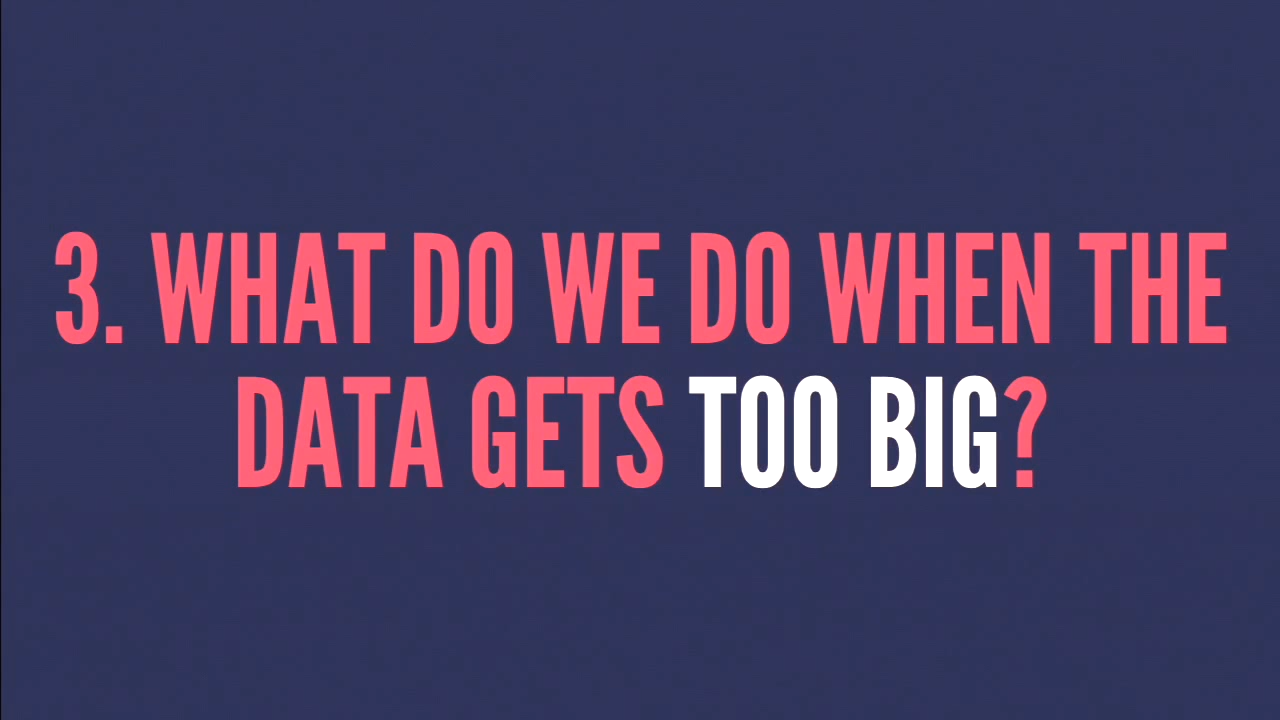 3. WHAT DO WE DO WHEN THE
DATA GETS TOO BIG?